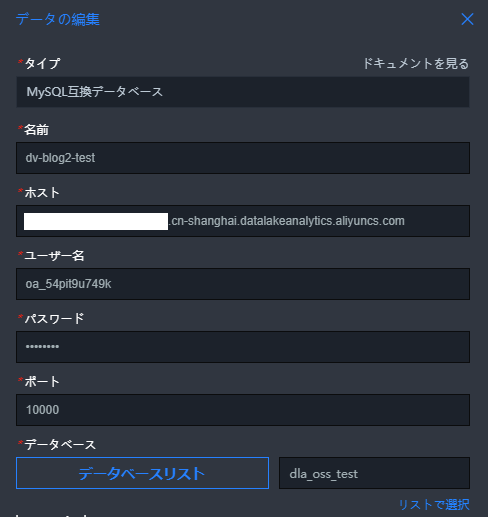 データの編集
*タイプ ドキュメントを見る
MySQL互換データベース
*名前
dv-blog2-test
*ホスト
.cn-shanghai.datalakeanalytics.aliyuncs.com
*ユーザー名
oa_54pit9u749k
*パスワード
••••••••
*ポート
10000
*データベース
データベースリスト dla_oss_test
リストで選択